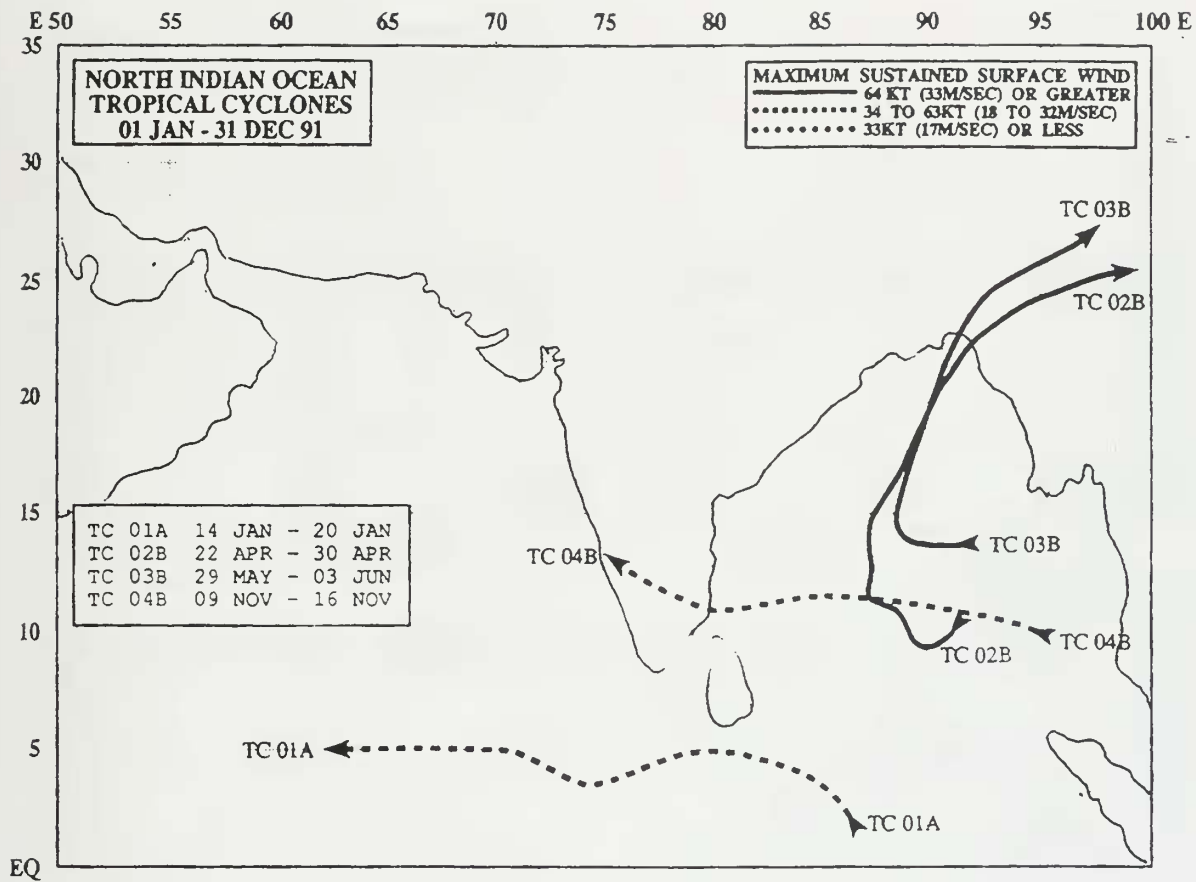 E 50 55 60 65 70 75 80 85 90 95 100 E
35
NORTH INDIAN OCEAN
TROPICAL CYCLONES
01 JAN - 31 DEC 91
MAXIMUM SUSTAINED SURFACE WIND
64 KT (33M/SEC) OR GREATER
34 TO 63KT (18 TO 32M/SEC)
33KT (17M/SEC) OR LESS
30
TC 03B
25
TC 02B
20
15
TC 01A 14 JAN - 20 JAN
TC 02B 22 APR - 30 APR
TC 03B 29 MAY - 03 JUN
TC 04B 09 NOV - 16 NOV
TC 03B
TC 04B
10
TC 02B
TC 04B
5
TC 01A
TC 01A
EQ